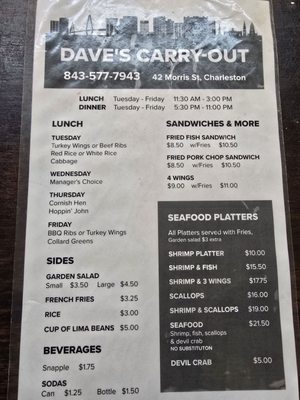 DAVE'S CARRY-OUT
843-577-7943 42 Morris St, Charleston
LUNCH Tuesday - Friday 11:30 AM - 3:00 PM
DINNER Tuesday - Friday 5:30 PM - 11:00 PM
LUNCH
TUESDAY
Turkey Wings or Beef Ribs
Red Rice or White Rice
Cabbage
WEDNESDAY
Manager's Choice
THURSDAY
Cornish Hen
Hoppin' John
FRIDAY
BBQ Ribs or Turkey Wings
Collard Greens
SIDES
GARDEN SALAD
Small $3.50 Large $4.50
FRENCH FRIES $3.25
RICE $3.00
CUP OF LIMA BEANS $5.00
BEVERAGES
Snapple $1.75
SODAS
Can $1.25 Bottle $1.50
SANDWICHES & MORE
FRIED FISH SANDWICH
$8.50 w/Fries $10.50
FRIED PORK CHOP SANDWICH
$8.50 w/Fries $10.50
4 WINGS
$9.00 w/Fries $11.00
SEAFOOD PLATTERS
All Platters served with Fries,
Garden salad $3 extra
SHRIMP PLATTER $10.00
SHRIMP & FISH $15.50
SHRIMP & 3 WINGS $17.75
SCALLOPS $16.00
SHRIMP & SCALLOPS $19.00
SEAFOOD $21.50
Shrimp, fish, scallops
& devil crab
NO SUBSTITUTON
DEVIL CRAB $5.00